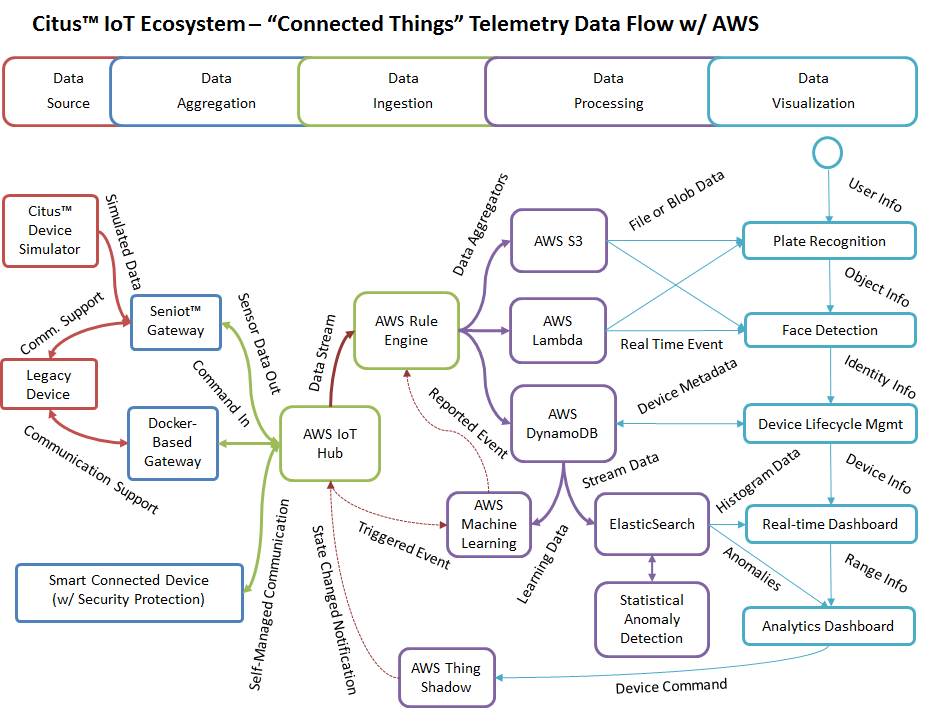 Citus™ IoT Ecosystem – “Connected Things” Telemetry Data Flow w/ AWS
Data
Source
Data
Aggregation
Data
Ingestion
Data
Processing
Data
Visualization
User Info
Citus™
Device
Simulator
Simulated Data
Comm. Support
Legacy
Device
Communication Support
Seniot™
Gateway
Docker-
Based
Gateway
Smart Connected Device
(w/ Security Protection)
Sensor Data Out
Command In
Self-Managed Communication
AWS IoT
Hub
Data Stream
AWS Rule
Engine
Data Aggregators
Reported Event
Triggered Event
State Changed Notification
AWS S3
AWS
Lambda
AWS
DynamoDB
AWS
Machine
Learning
Learning Data
Stream Data
ElasticSearch
Statistical
Anomaly
Detection
AWS Thing
Shadow
File or Blob Data
Real Time Event
Device Metadata
Histogram Data
Anomalies
Device Command
Plate Recognition
Object Info
Face Detection
Identity Info
Device Lifecycle Mgmt
Device Info
Real-time Dashboard
Range Info
Analytics Dashboard